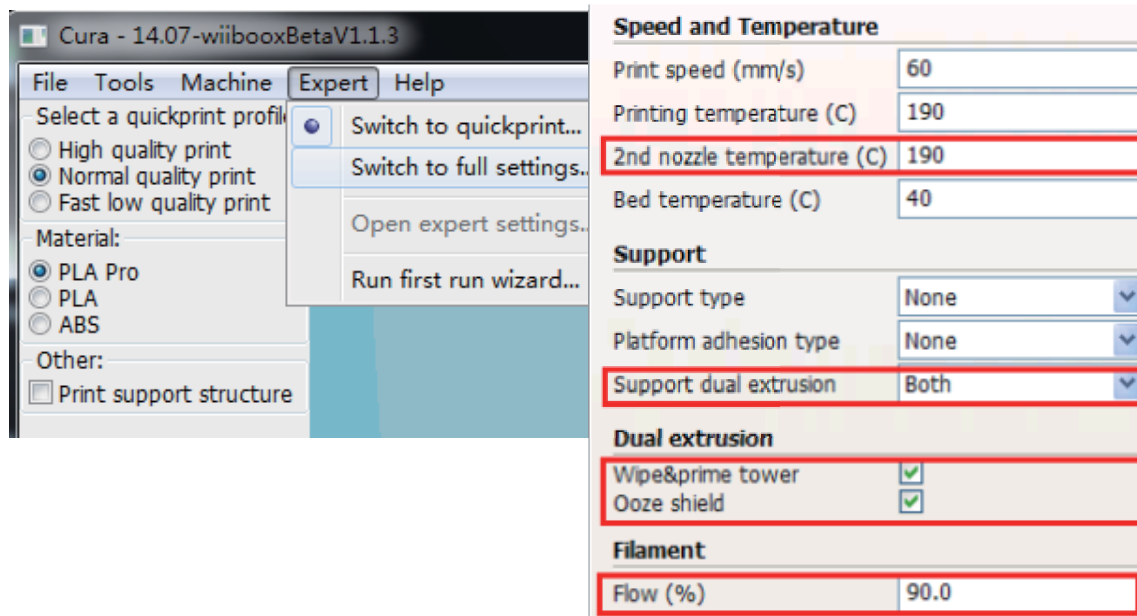 Cura - 14.07-wiibooxBetaV1.1.3
File Tools Machine Expert Help
Select a quickprint profil
High quality print
Normal quality print
Fast low quality print
Material:
PLA Pro
PLA
ABS
Other:
Print support structure
Switch to quickprint...
Switch to full settings..
Open expert settings..
Run first run wizard...
Speed and Temperature
Print speed (mm/s) 60
Printing temperature (C) 190
2nd nozzle temperature (C) 190
Bed temperature (C) 40
Support
Support type None
Platform adhesion type None
Support dual extrusion Both
Dual extrusion
Wipe&prime tower
Ooze shield
Filament
Flow (%) 90.0